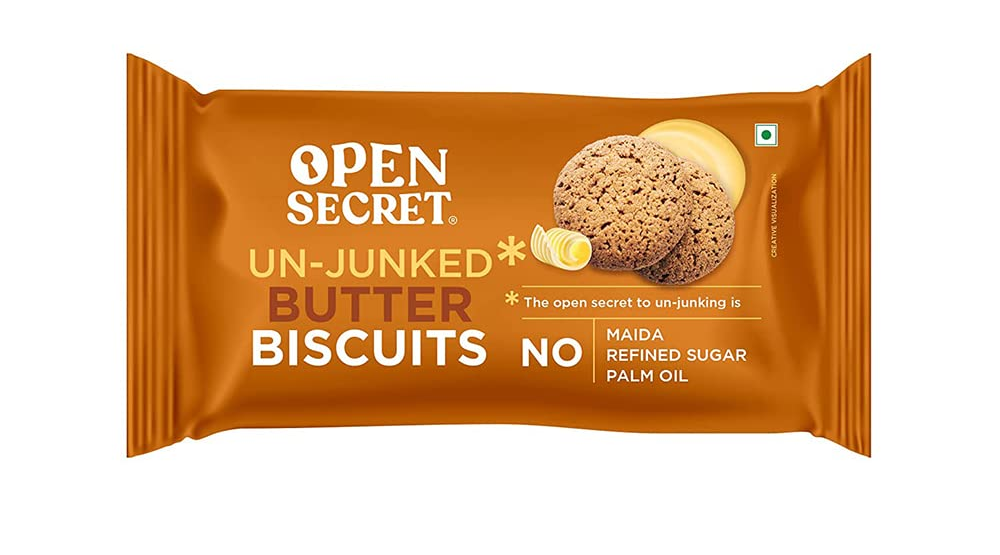 OPEN
SECRET®
UN-JUNKED*
BUTTER
BISCUITS
CREATIVE VISUALIZATION
* The open secret to un-junking is
NO
MAIDA
REFINED SUGAR
PALM OIL